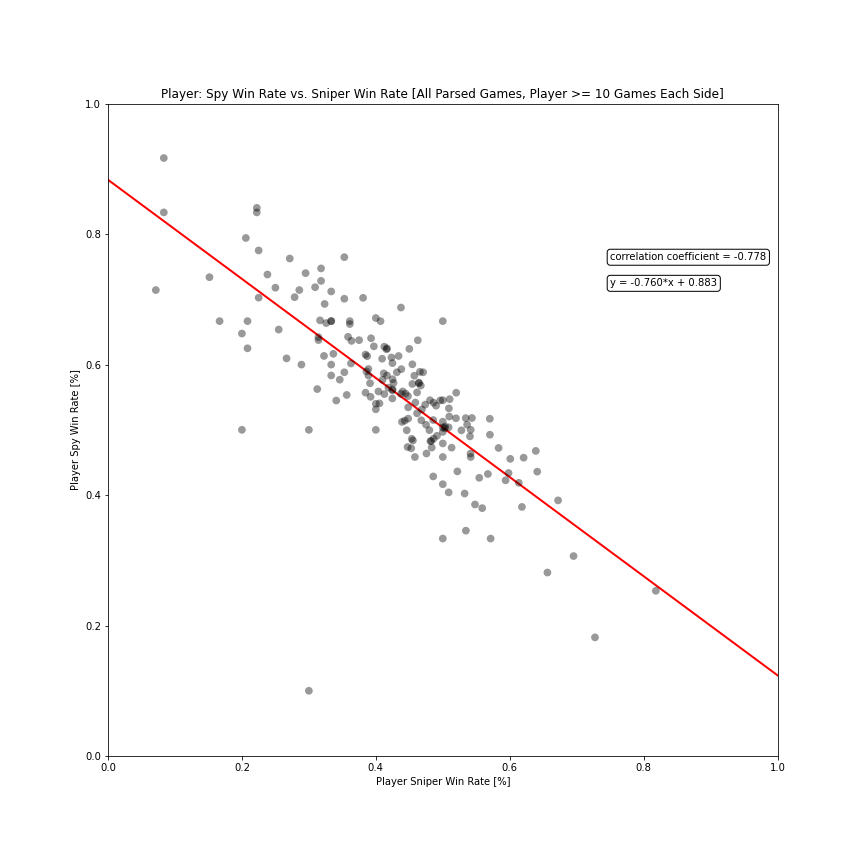 Player: Spy Win Rate vs. Sniper Win Rate [All Parsed Games, Player >= 10 Games Each Side]
1.0
0.8
0.6
0.4
0.2
0.0
Player Spy Win Rate [%]
correlation coefficient = -0.778
y = -0.760*x + 0.883
0.0 0.2 0.4 0.6 0.8 1.0
Player Sniper Win Rate [%]